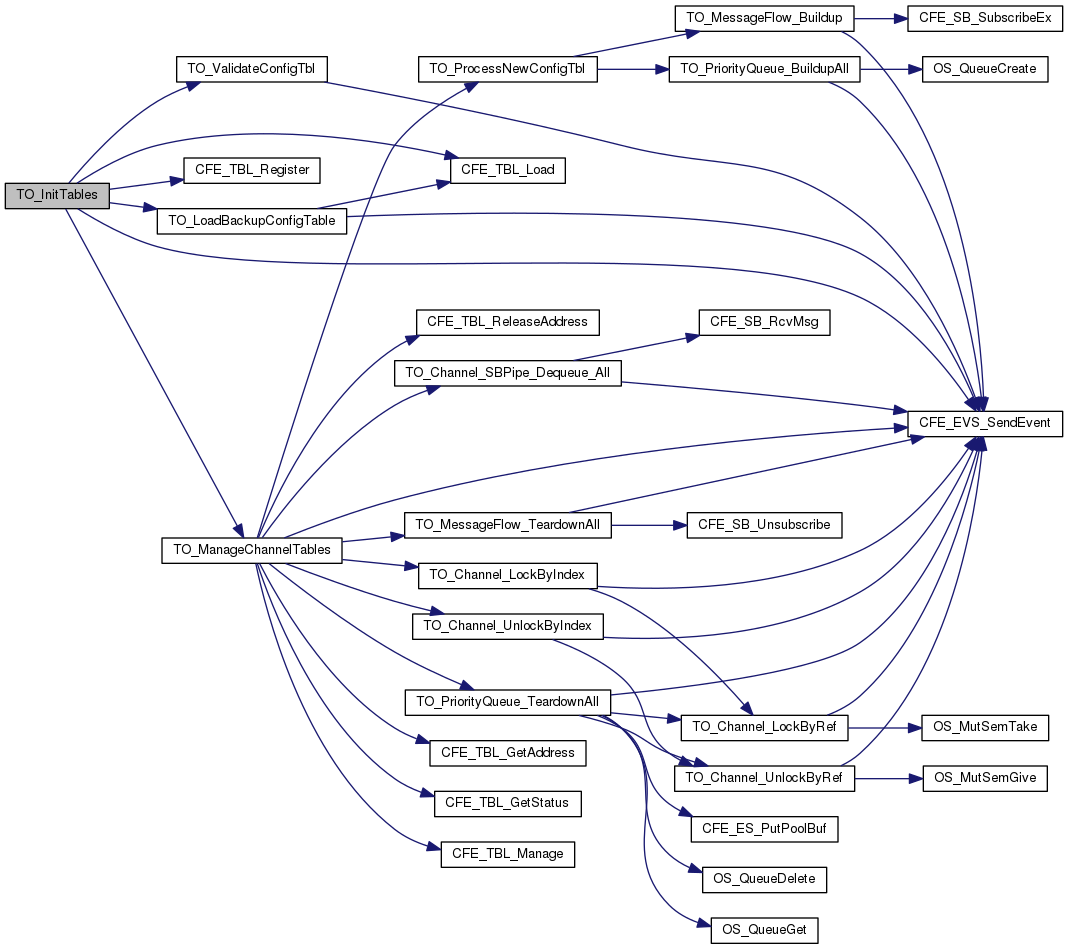 TO_MessageFlow_Buildup
CFE_SB_SubscribeEx
TO_ValidateConfigTbl
TO_ProcessNewConfigTbl
TO_PriorityQueue_BuildupAll
OS_QueueCreate
CFE_TBL_Register
CFE_TBL_Load
TO_InitTables
TO_LoadBackupConfigTable
CFE_TBL_ReleaseAddress
CFE_SB_RcvMsg
TO_Channel_SBPipe_Dequeue_All
CFE_EVS_SendEvent
TO_MessageFlow_TeardownAll
CFE_SB_Unsubscribe
TO_ManageChannelTables
TO_Channel_LockByIndex
TO_Channel_UnlockByIndex
TO_PriorityQueue_TeardownAll
TO_Channel_LockByRef
OS_MutSemTake
CFE_TBL_GetAddress
TO_Channel_UnlockByRef
OS_MutSemGive
CFE_TBL_GetStatus
CFE_ES_PutPoolBuf
CFE_TBL_Manage
OS_QueueDelete
OS_QueueGet